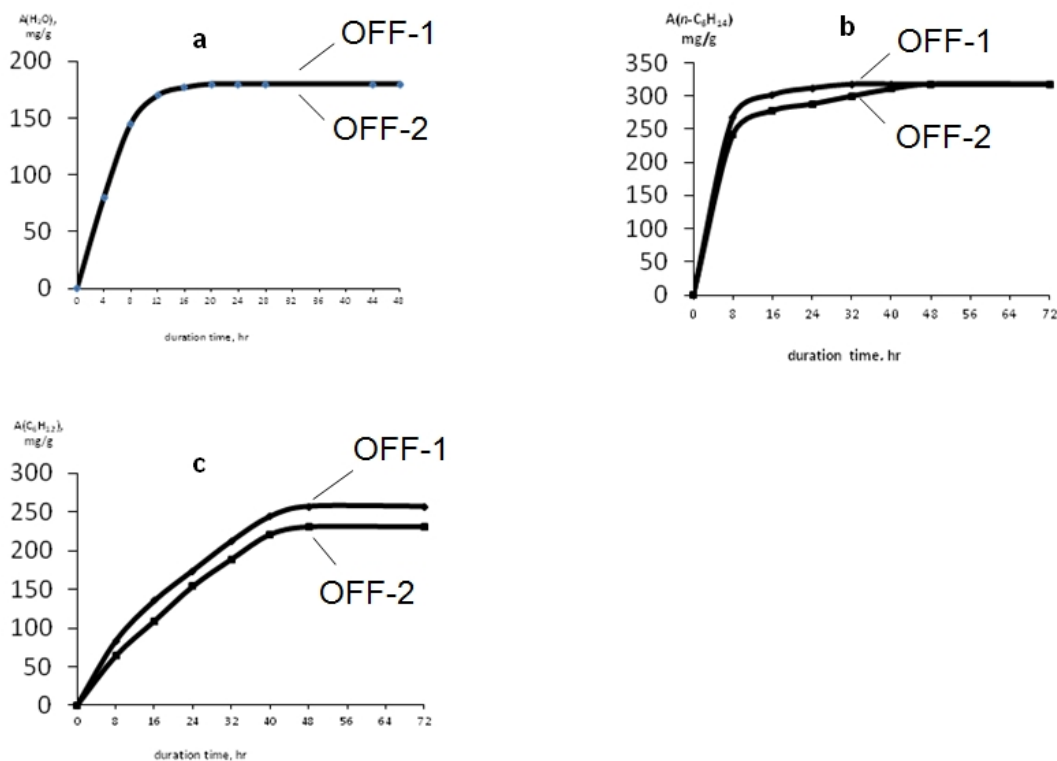 A(H₂O),
mg/g
a
OFF-1
OFF-2
200
150
100
50
0
0 4 8 12 16 20 24 28 32 36 40 44 48
duration time, hr
A(n-C₆H₁₄)
mg/g
b
OFF-1
OFF-2
350
300
250
200
150
100
50
0
0 8 16 24 32 40 48 56 64 72
duration time, hr
A(C₆H₁₂),
mg/g
c
OFF-1
OFF-2
300
250
200
150
100
50
0
0 8 16 24 32 40 48 56 64 72
duration time, hr